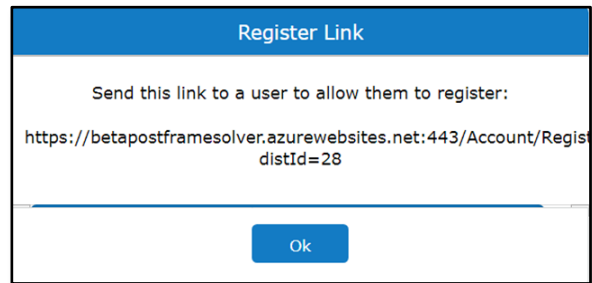 Register Link
Send this link to a user to allow them to register:
https://betapostframesolver.azurewebsites.net:443/Account/Regist
distId=28
Ok